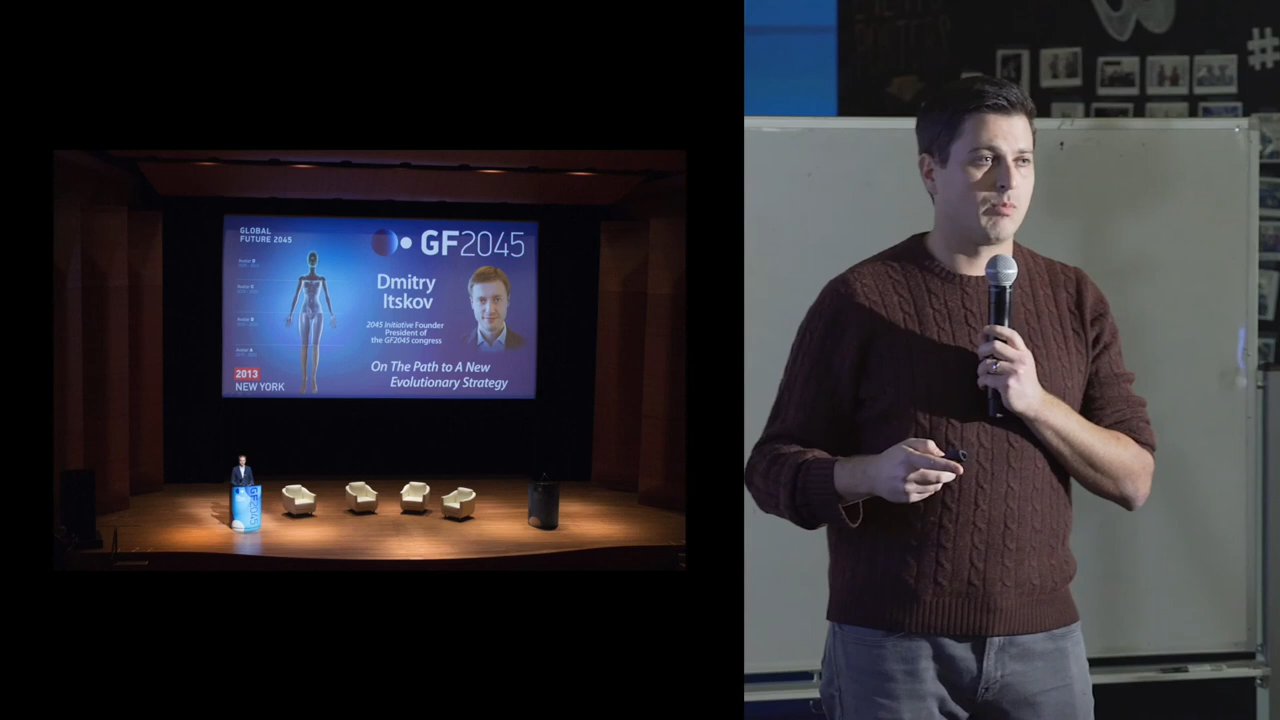 GLOBAL
FUTURE 2045
GF2045
Dmitry
Itskov
2045 Initiative Founder
President of
the GF2045 congress
On The Path to A New
Evolutionary Strategy
2013
NEW YORK
GF2045
#